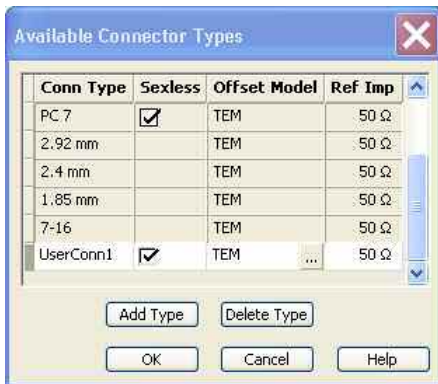 Available Connector Types
Conn Type Sexless Offset Model Ref Imp
PC 7 TEM 50 Ω
2.92 mm TEM 50 Ω
2.4 mm TEM 50 Ω
1.85 mm TEM 50 Ω
7-16 TEM 50 Ω
UserConn1 TEM ... 50 Ω
Add Type Delete Type
OK Cancel Help